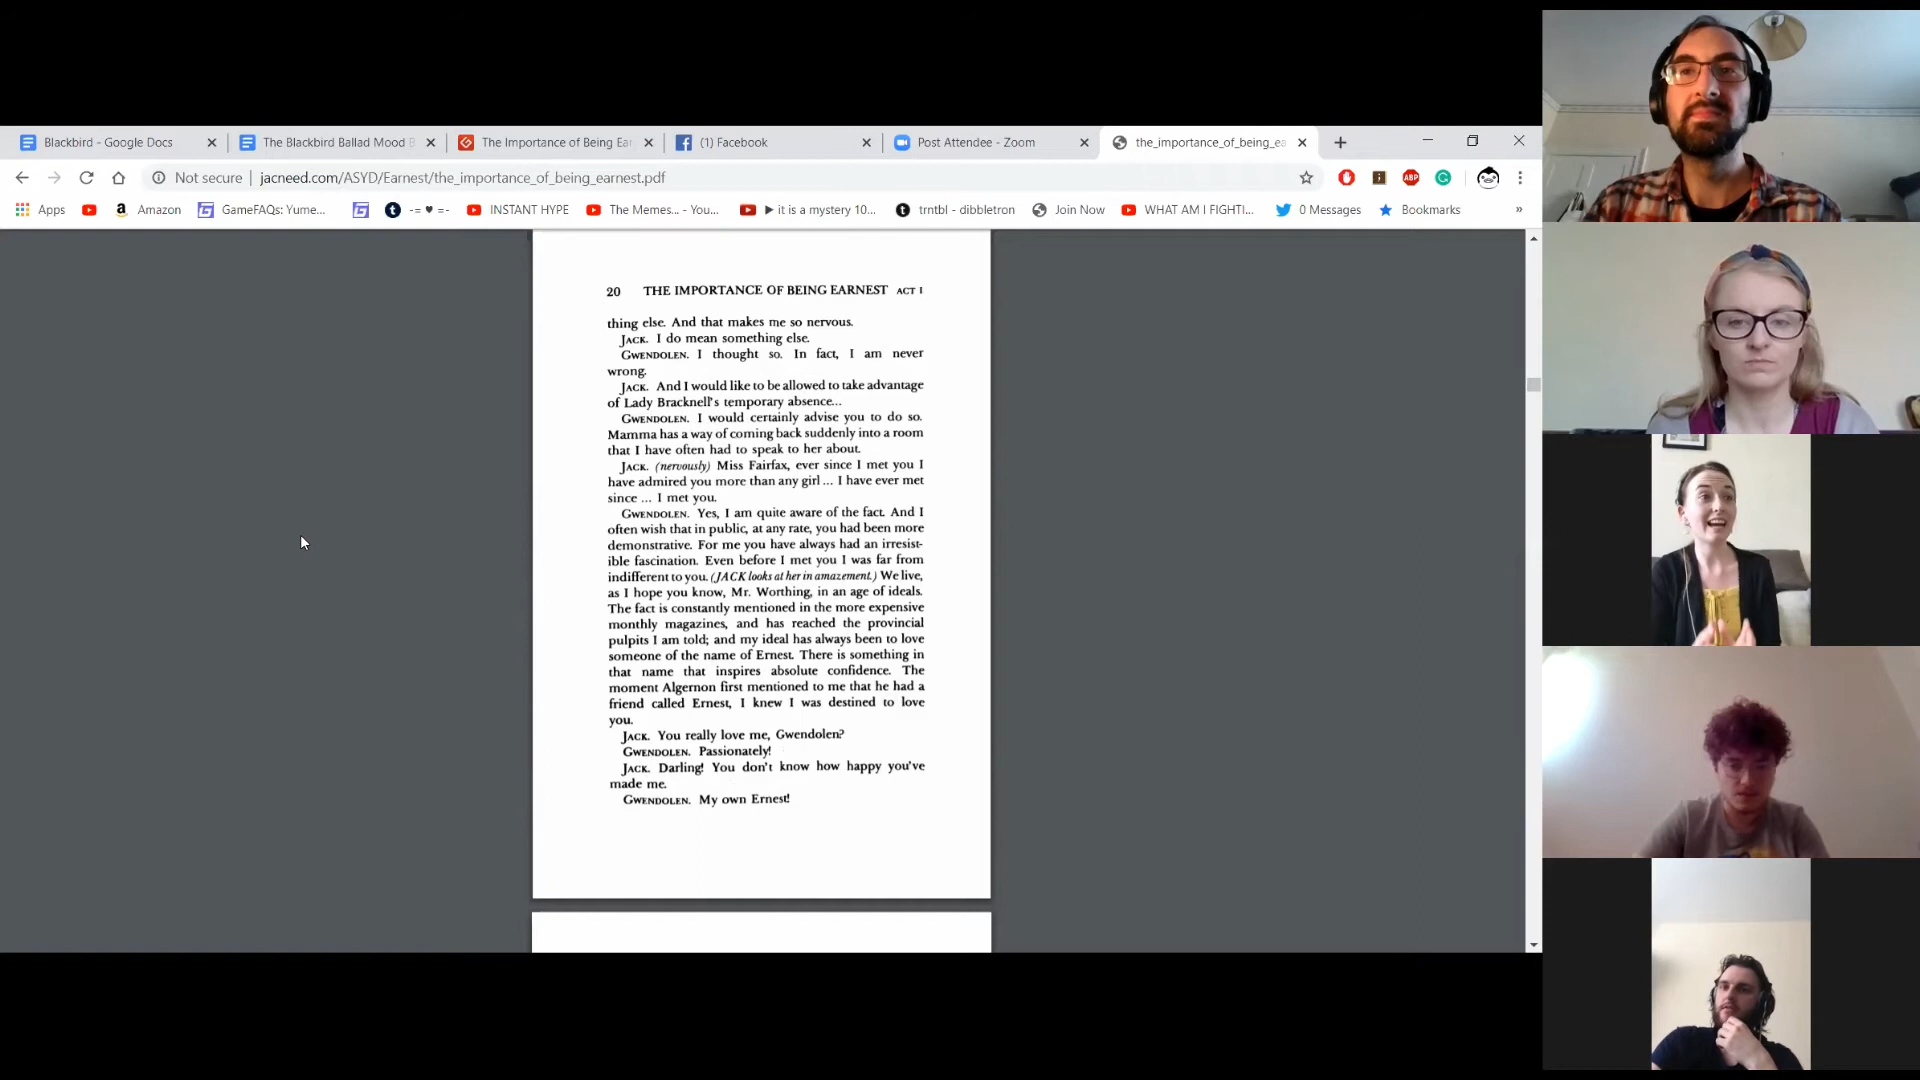 Blackbird - Google Docs
The Blackbird Ballad Mood B
The Importance of Being Ear
(1) Facebook
Post Attendee - Zoom
the_importance_of_being_ea
Not secure | jacneed.com/ASYD/Earnest/the_importance_of_being_earnest.pdf
ABP
Apps
Amazon
GameFAQs: Yume...
-= ♥ =-
INSTANT HYPE
The Memes... - You...
▶ it is a mystery 10...
trntbl - dibbletron
Join Now
WHAT AM I FIGHTI...
0 Messages
Bookmarks
»
20 THE IMPORTANCE OF BEING EARNEST ACT I
thing else. And that makes me so nervous.
JACK. I do mean something else.
GWENDOLEN. I thought so. In fact, I am never
wrong.
JACK. And I would like to be allowed to take advantage
of Lady Bracknell's temporary absence...
GWENDOLEN. I would certainly advise you to do so.
Mamma has a way of coming back suddenly into a room
that I have often had to speak to her about.
JACK. (nervously) Miss Fairfax, ever since I met you I
have admired you more than any girl ... I have ever met
since ... I met you.
GWENDOLEN. Yes, I am quite aware of the fact. And I
often wish that in public, at any rate, you had been more
demonstrative. For me you have always had an irresist-
ible fascination. Even before I met you I was far from
indifferent to you. (JACK looks at her in amazement.) We live,
as I hope you know, Mr. Worthing, in an age of ideals.
The fact is constantly mentioned in the more expensive
monthly magazines, and has reached the provincial
pulpits I am told; and my ideal has always been to love
someone of the name of Ernest. There is something in
that name that inspires absolute confidence. The
moment Algernon first mentioned to me that he had a
friend called Ernest, I knew I was destined to love
you.
JACK. You really love me, Gwendolen?
GWENDOLEN. Passionately!
JACK. Darling! You don't know how happy you've
made me.
GWENDOLEN. My own Ernest!